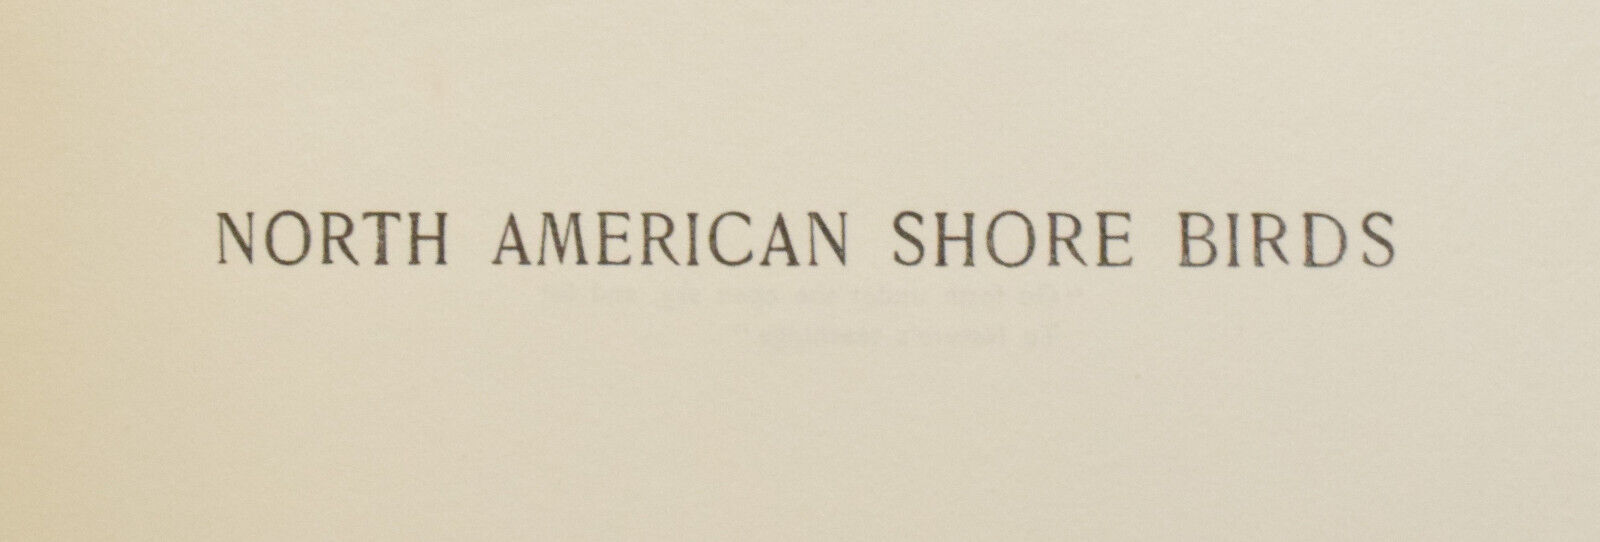 NORTH AMERICAN SHORE BIRDS